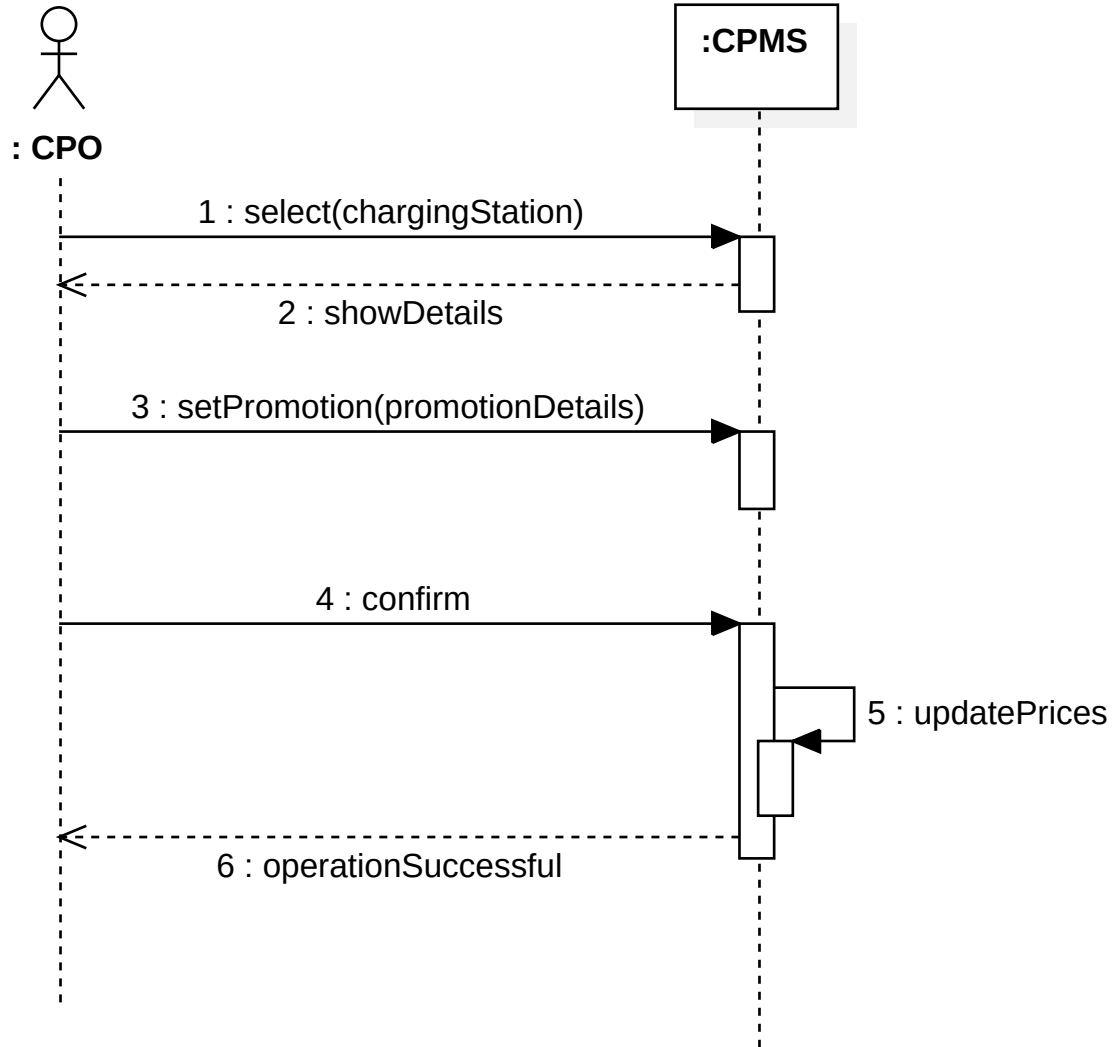 :CPMS
: CPO
1 : select(chargingStation)
2 : showDetails
3 : setPromotion(promotionDetails)
4 : confirm
5 : updatePrices
6 : operationSuccessful